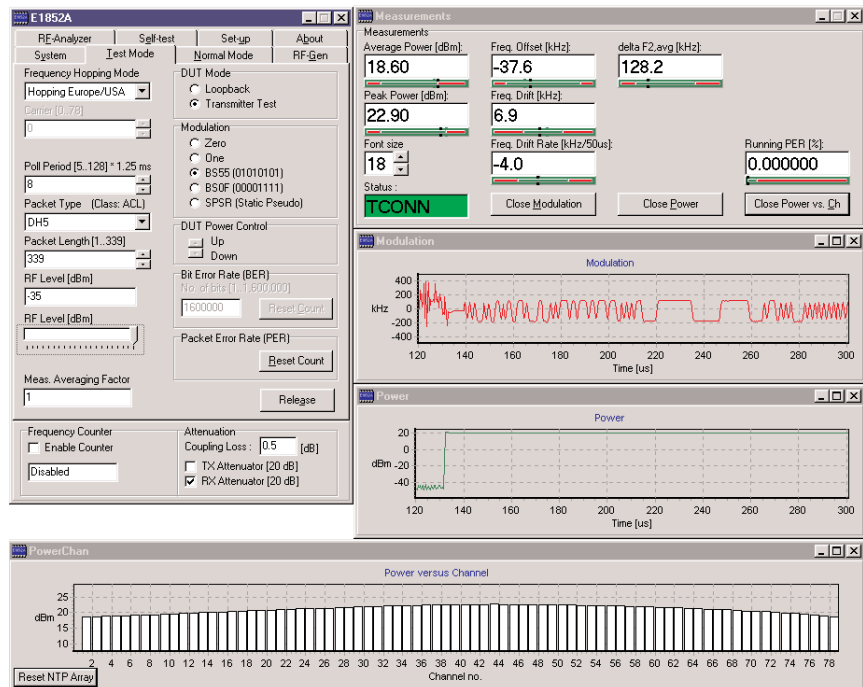 E1852A
RF-Analyzer
Self-test
Set-up
About
System
Test Mode
Normal Mode
RF-Gen
Frequency Hopping Mode
Hopping Europe/USA
Carrier [0..78]
0
Poll Period [5..128] * 1.25 ms
8
Packet Type (Class: ACL)
DH5
Packet Length[1..339]
339
RF Level [dBm]
-35
RF Level [dBm]
Meas. Averaging Factor
1
DUT Mode
Loopback
Transmitter Test
Modulation
Zero
One
BS55 (01010101)
BS0F (00001111)
SPSR (Static Pseudo)
DUT Power Control
Up
Down
Bit Error Rate (BER)
No. of bits [1..1,600,000]
1600000
Reset Count
Packet Error Rate (PER)
Reset Count
Release
Frequency Counter
Enable Counter
Disabled
Attenuation
Coupling Loss : 0.5 [dB]
TX Attenuator [20 dB]
RX Attenuator [20 dB]
Measurements
Measurements
Average Power [dBm]:
18.60
Freq. Offset [kHz]:
-37.6
delta F2,avg [kHz]:
128.2
Peak Power [dBm]:
22.90
Freq. Drift [kHz]:
6.9
Font size
18
Freq. Drift Rate [kHz/50us]:
-4.0
Running PER [%]:
0.000000
Status :
TCONN
Close Modulation
Close Power
Close Power vs. Ch
Modulation
Modulation
400
200
kHz 0
-200
-400
120 140 160 180 200 220 240 260 280 300
Time [us]
Power
Power
20
0
dBm -20
-40
120 140 160 180 200 220 240 260 280 300
Time [us]
PowerChan
Power versus Channel
25
dBm 20
15
10
2 4 6 8 10 12 14 16 18 20 22 24 26 28 30 32 34 36 38 40 42 44 46 48 50 52 54 56 58 60 62 64 66 68 70 72 74 76 78
Reset NTP Array
Channel no.